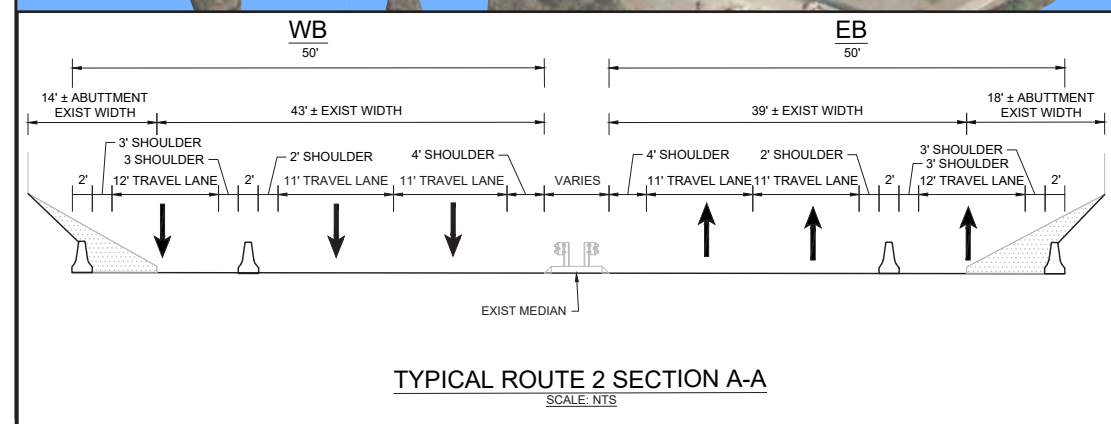 WB
50'
EB
50'
14' ± ABUTTMENT
EXIST WIDTH
43' ± EXIST WIDTH
39' ± EXIST WIDTH
18' ± ABUTTMENT
EXIST WIDTH
3' SHOULDER
3 SHOULDER
2' SHOULDER
4' SHOULDER
4' SHOULDER
2' SHOULDER
3' SHOULDER
3' SHOULDER
2'
12' TRAVEL LANE
2'
11' TRAVEL LANE
11' TRAVEL LANE
VARIES
11' TRAVEL LANE
11' TRAVEL LANE
2'
12' TRAVEL LANE
2'
EXIST MEDIAN
TYPICAL ROUTE 2 SECTION A-A
SCALE: NTS